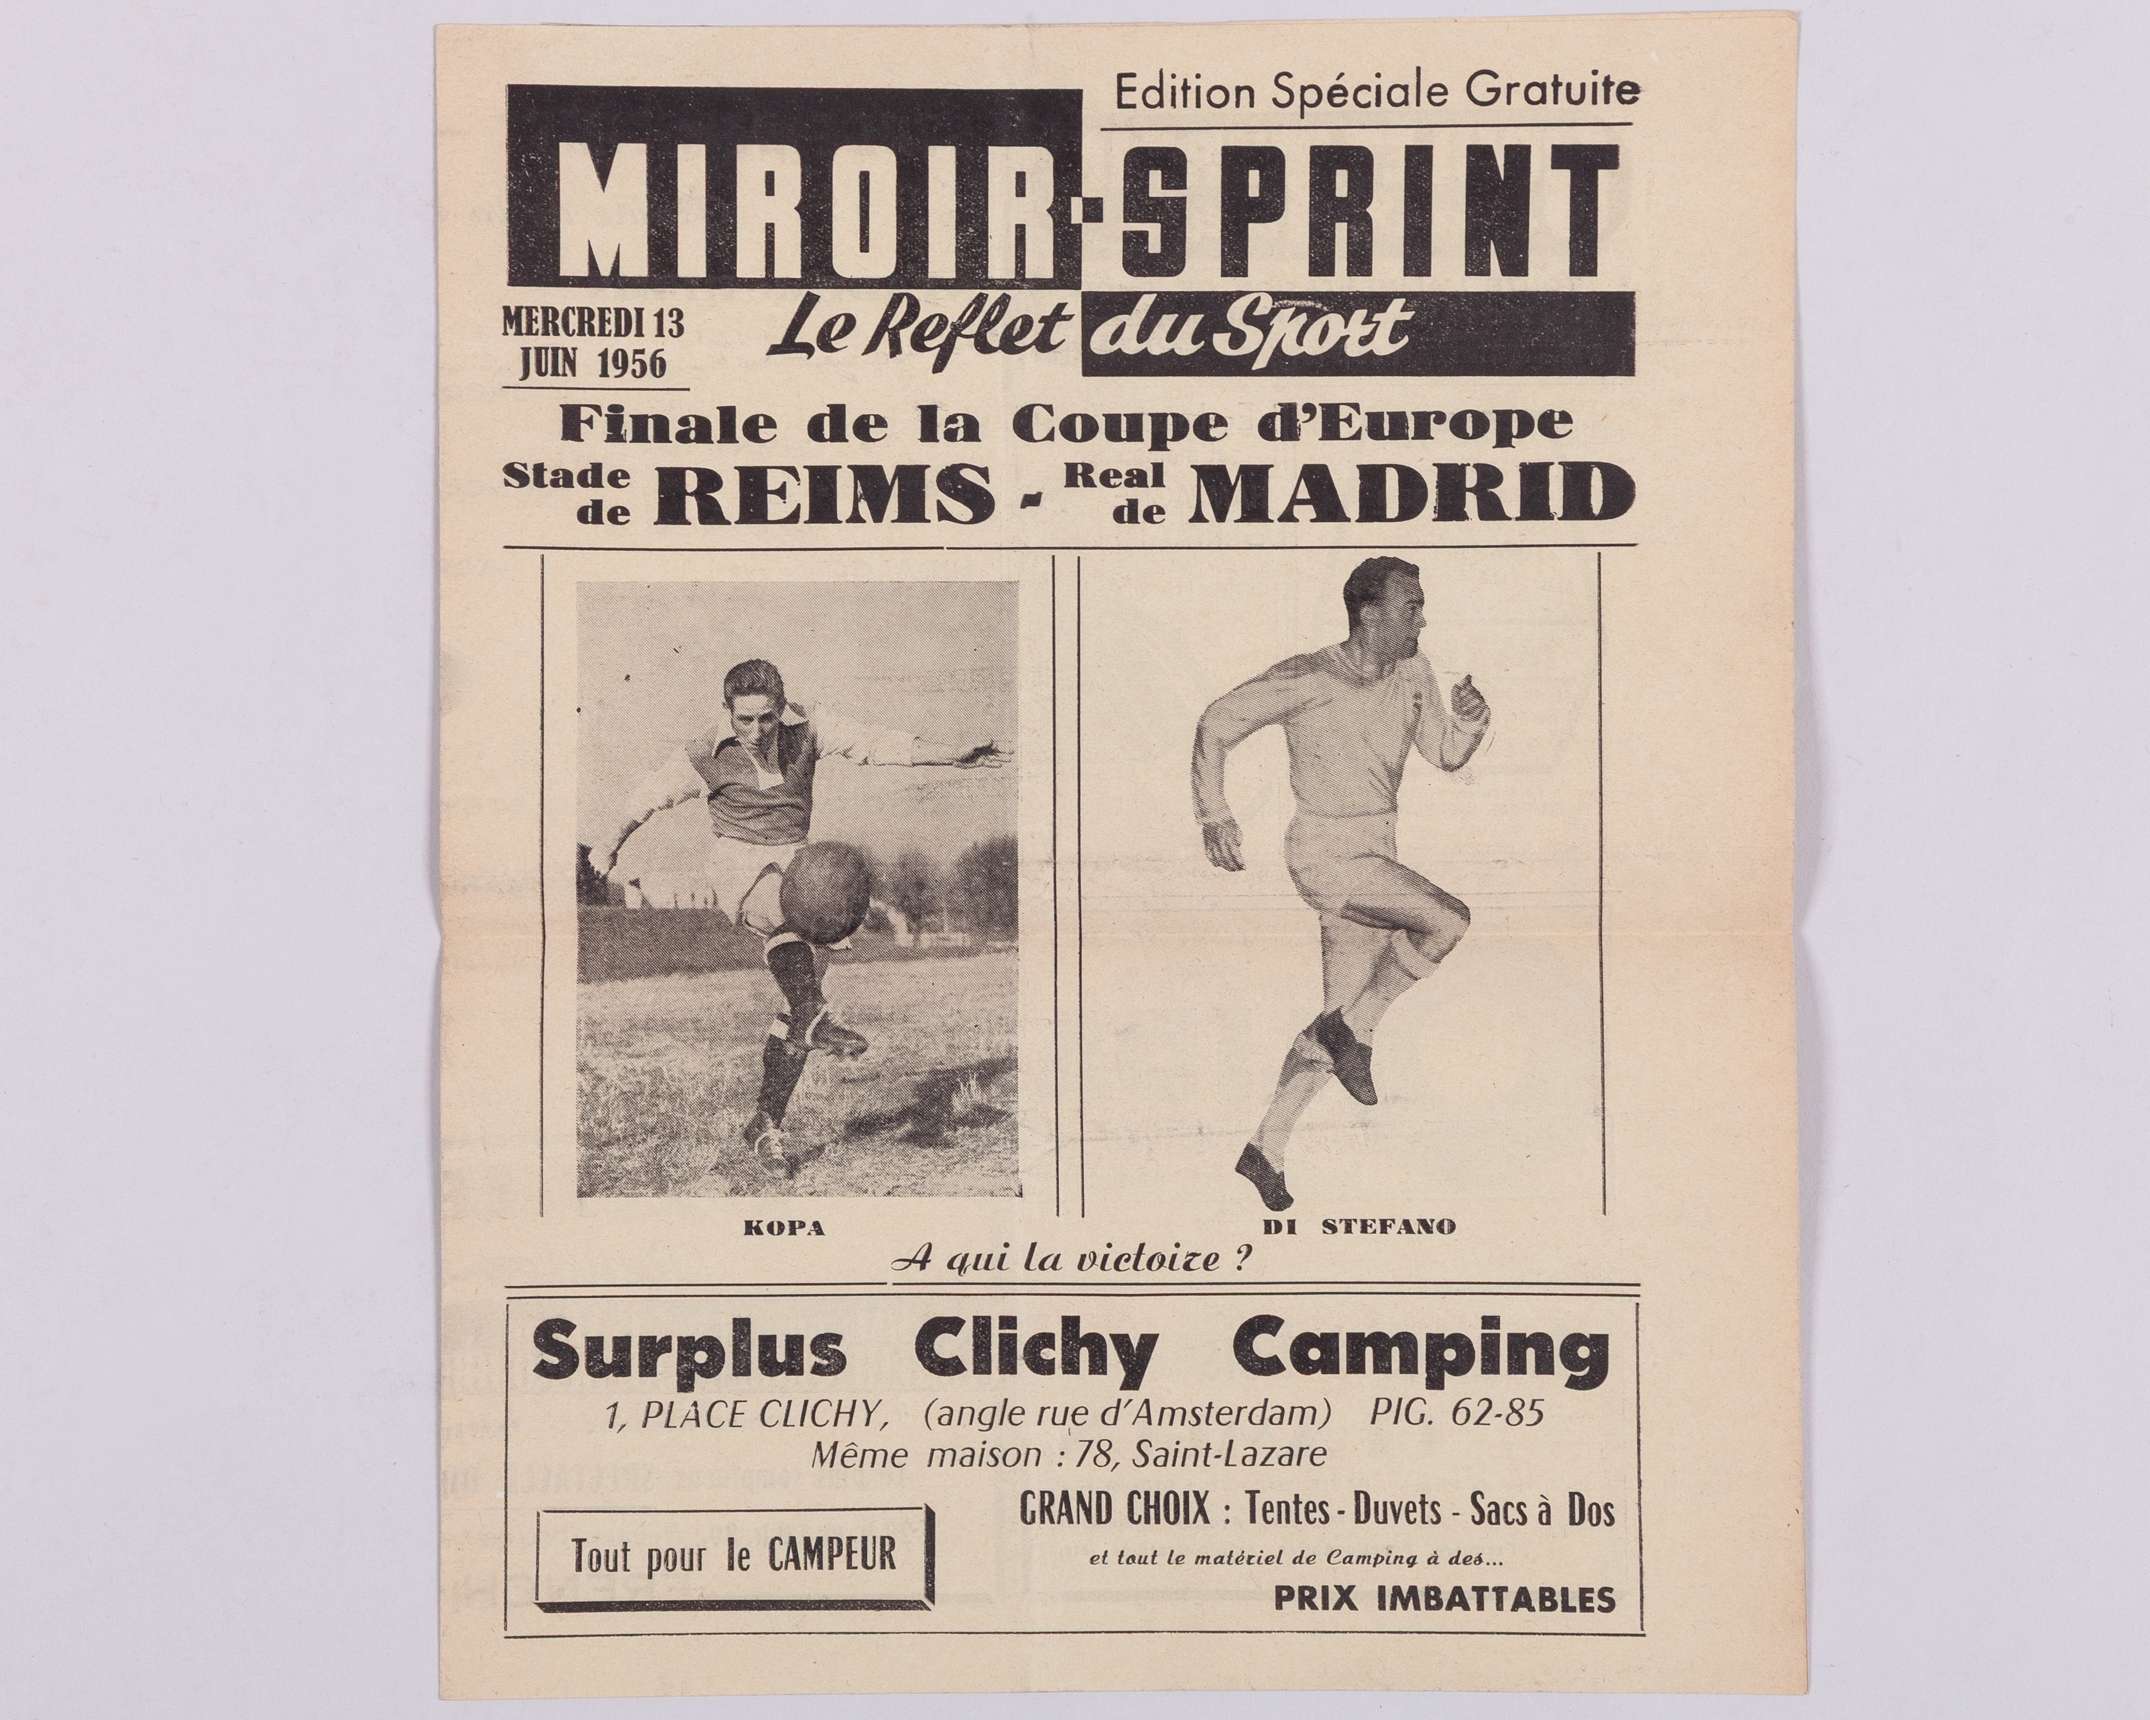 Edition Spéciale Gratuite
MIROIR-SPRINT
MERCREDI 13
JUIN 1956
Le Reflet du Sport
Finale de la Coupe d'Europe
Stade de REIMS - Real de MADRID
KOPA
DI STEFANO
A qui la victoire ?
Surplus Clichy Camping
1, PLACE CLICHY, (angle rue d'Amsterdam) PIG. 62-85
Même maison : 78, Saint-Lazare
GRAND CHOIX : Tentes - Duvets - Sacs à Dos
Tout pour le CAMPEUR
et tout le matériel de Camping à des...
PRIX IMBATTABLES